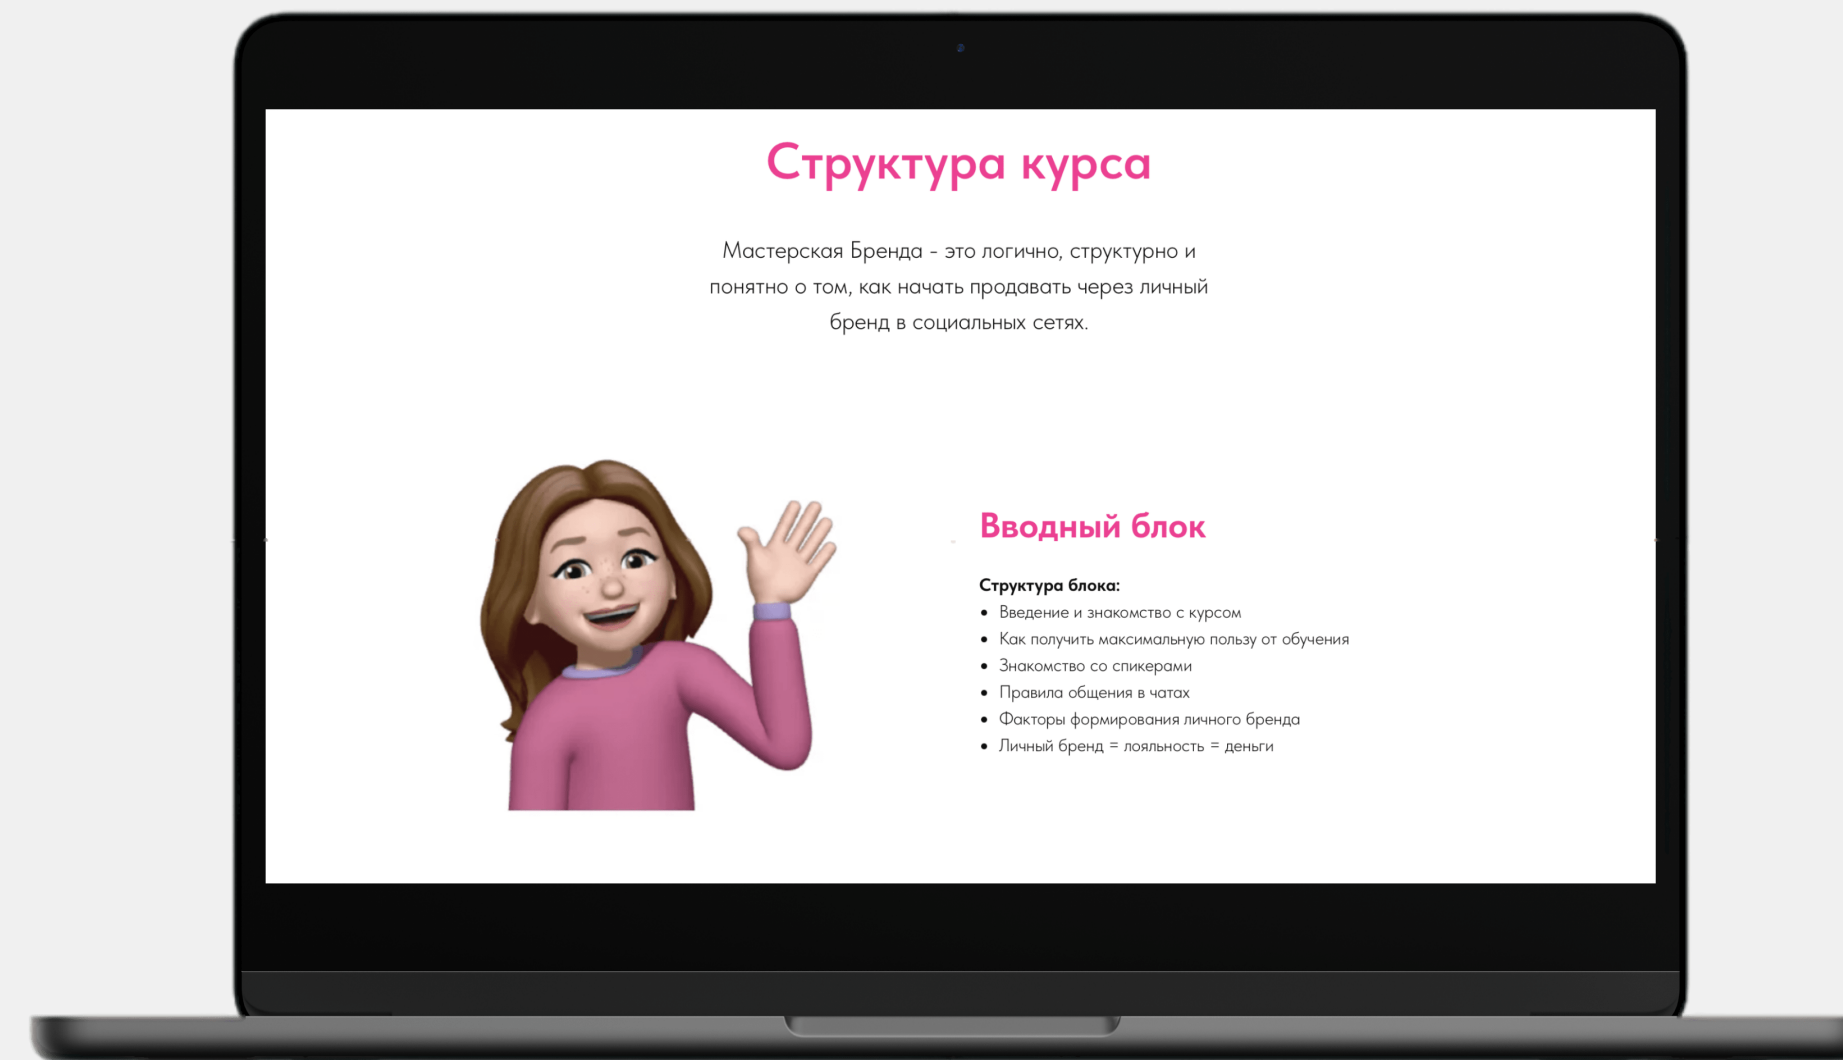 Структура курса
Мастерская Бренда - это логично, структурно и
понятно о том, как начать продавать через личный
бренд в социальных сетях.
Вводный блок
Структура блока:
• Введение и знакомство с курсом
• Как получить максимальную пользу от обучения
• Знакомство со спикерами
• Правила общения в чатах
• Факторы формирования личного бренда
• Личный бренд = лояльность = деньги